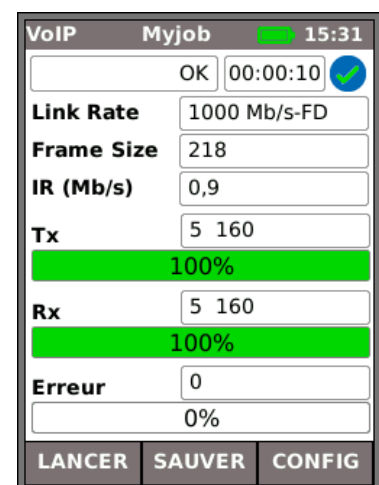 VoIP Myjob 15:31
OK 00:00:10
Link Rate 1000 Mb/s-FD
Frame Size 218
IR (Mb/s) 0,9
Tx 5 160
100%
Rx 5 160
100%
Erreur 0
0%
LANCER SAUVER CONFIG